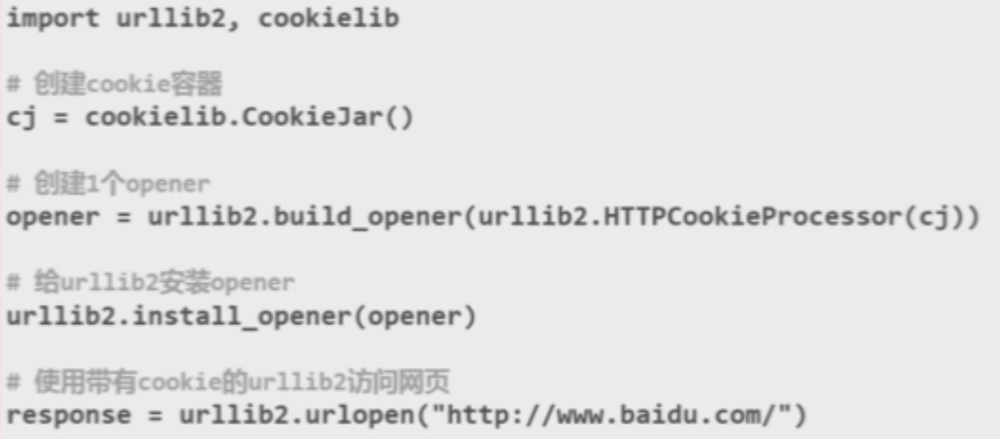 import urllib2, cookielib
# 创建cookie容器
cj = cookielib.CookieJar()
# 创建1个opener
opener = urllib2.build_opener(urllib2.HTTPCookieProcessor(cj))
# 给urllib2安装opener
urllib2.install_opener(opener)
# 使用带有cookie的urllib2访问网页
response = urllib2.urlopen("http://www.baidu.com/")